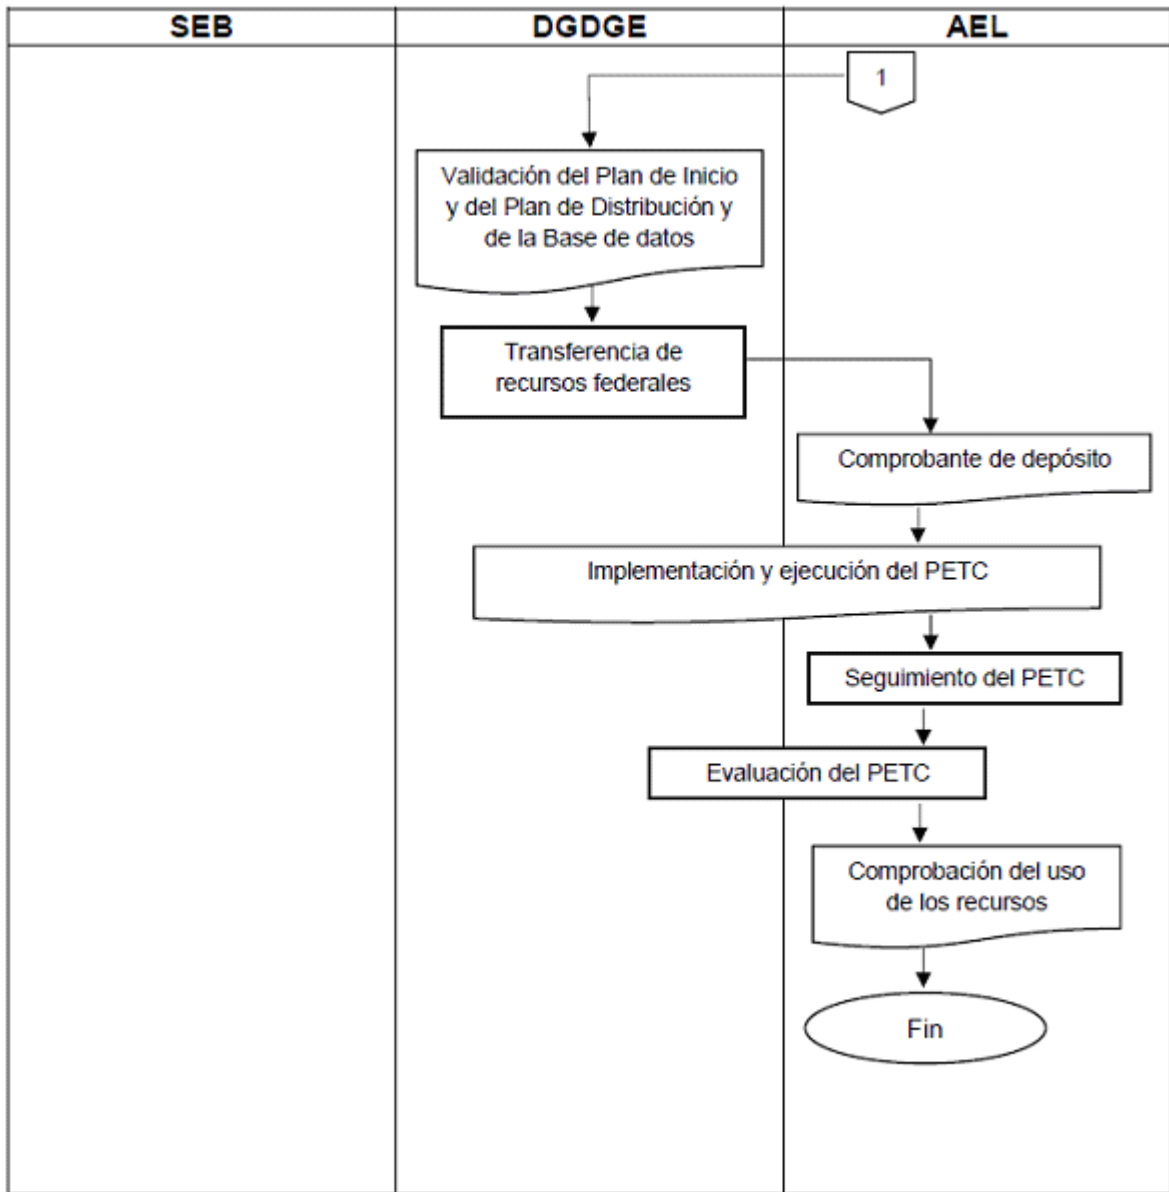 SEB
DGDGE
AEL
1
Validación del Plan de Inicio
y del Plan de Distribución y
de la Base de datos
Transferencia de
recursos federales
Comprobante de depósito
Implementación y ejecución del PETC
Seguimiento del PETC
Evaluación del PETC
Comprobación del uso
de los recursos
Fin